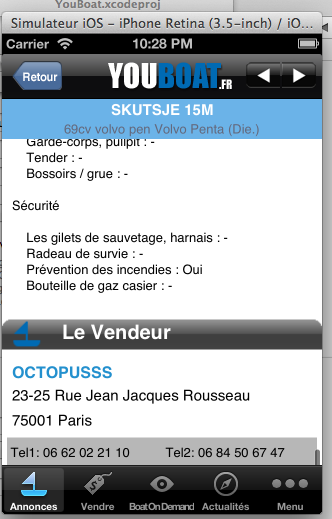 YouBoat.xcodeproj
Simulateur iOS - iPhone Retina (3.5-inch) / iO...
Carrier 10:28 PM
Retour YOUBOAT.FR
SKUTSJE 15M
69cv volvo pen Volvo Penta (Die.)
Garde-corps, pulpit : -
Tender : -
Bossoirs / grue : -
Sécurité
Les gilets de sauvetage, harnais : -
Radeau de survie : -
Prévention des incendies : Oui
Bouteille de gaz casier : -
Le Vendeur
OCTOPUSSS
23-25 Rue Jean Jacques Rousseau
75001 Paris
Tel1: 06 62 02 21 10 Tel2: 06 84 50 67 47
Annonces Vendre BoatOnDemand Actualités Menu